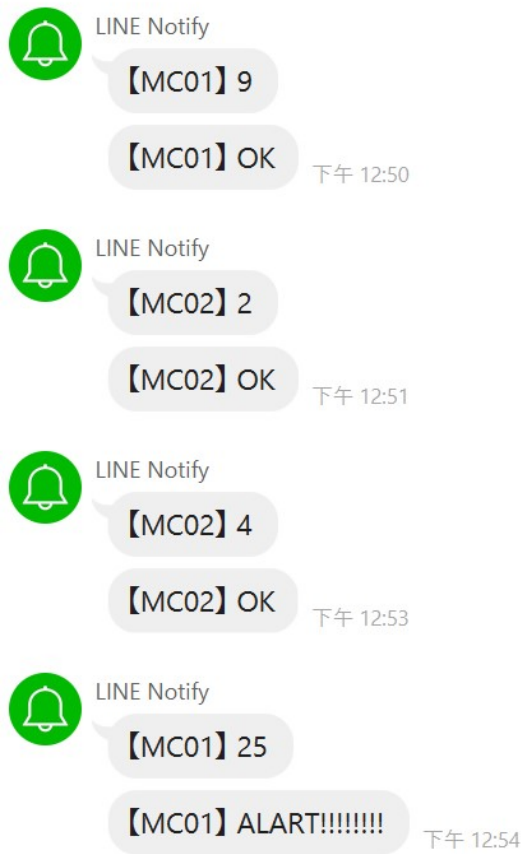 LINE Notify
【MC01】9
【MC01】OK
下午 12:50
LINE Notify
【MC02】2
【MC02】OK
下午 12:51
LINE Notify
【MC02】4
【MC02】OK
下午 12:53
LINE Notify
【MC01】25
【MC01】ALART!!!!!!!!
下午 12:54